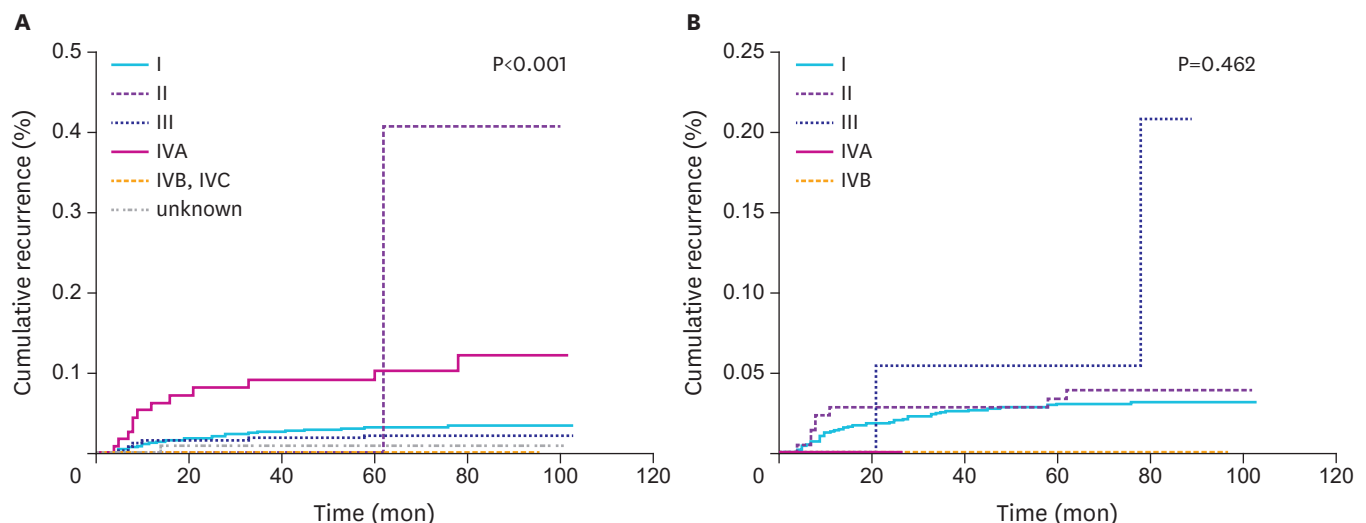 A
Cumulative recurrence (%)
0.5
0.4
0.3
0.2
0.1
I
II
III
IVA
IVB, IVC
unknown
P<0.001
0 20 40 60 80 100 120
Time (mon)
B
Cumulative recurrence (%)
0.25
0.20
0.15
0.10
0.05
I
II
III
IVA
IVB
P=0.462
0 20 40 60 80 100 120
Time (mon)